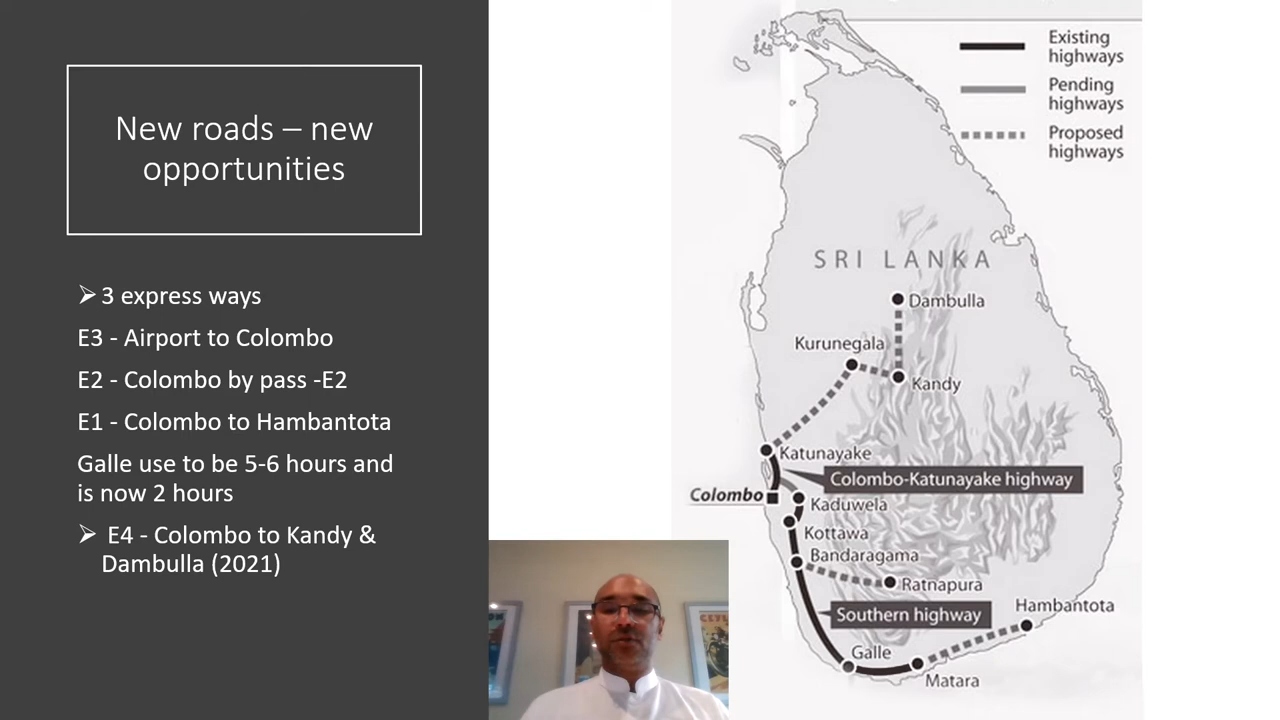 New roads – new
opportunities
➢ 3 express ways
E3 - Airport to Colombo
E2 - Colombo by pass -E2
E1 - Colombo to Hambantota
Galle use to be 5-6 hours and
is now 2 hours
➢ E4 - Colombo to Kandy &
Dambulla (2021)
Existing
highways
Pending
highways
Proposed
highways
SRI LANKA
Dambulla
Kurunegala
Kandy
Katunayake
Colombo-Katunayake highway
Colombo
Kaduwela
Kottawa
Bandaragama
Ratnapura
Hambantota
Southern highway
Galle
Matara